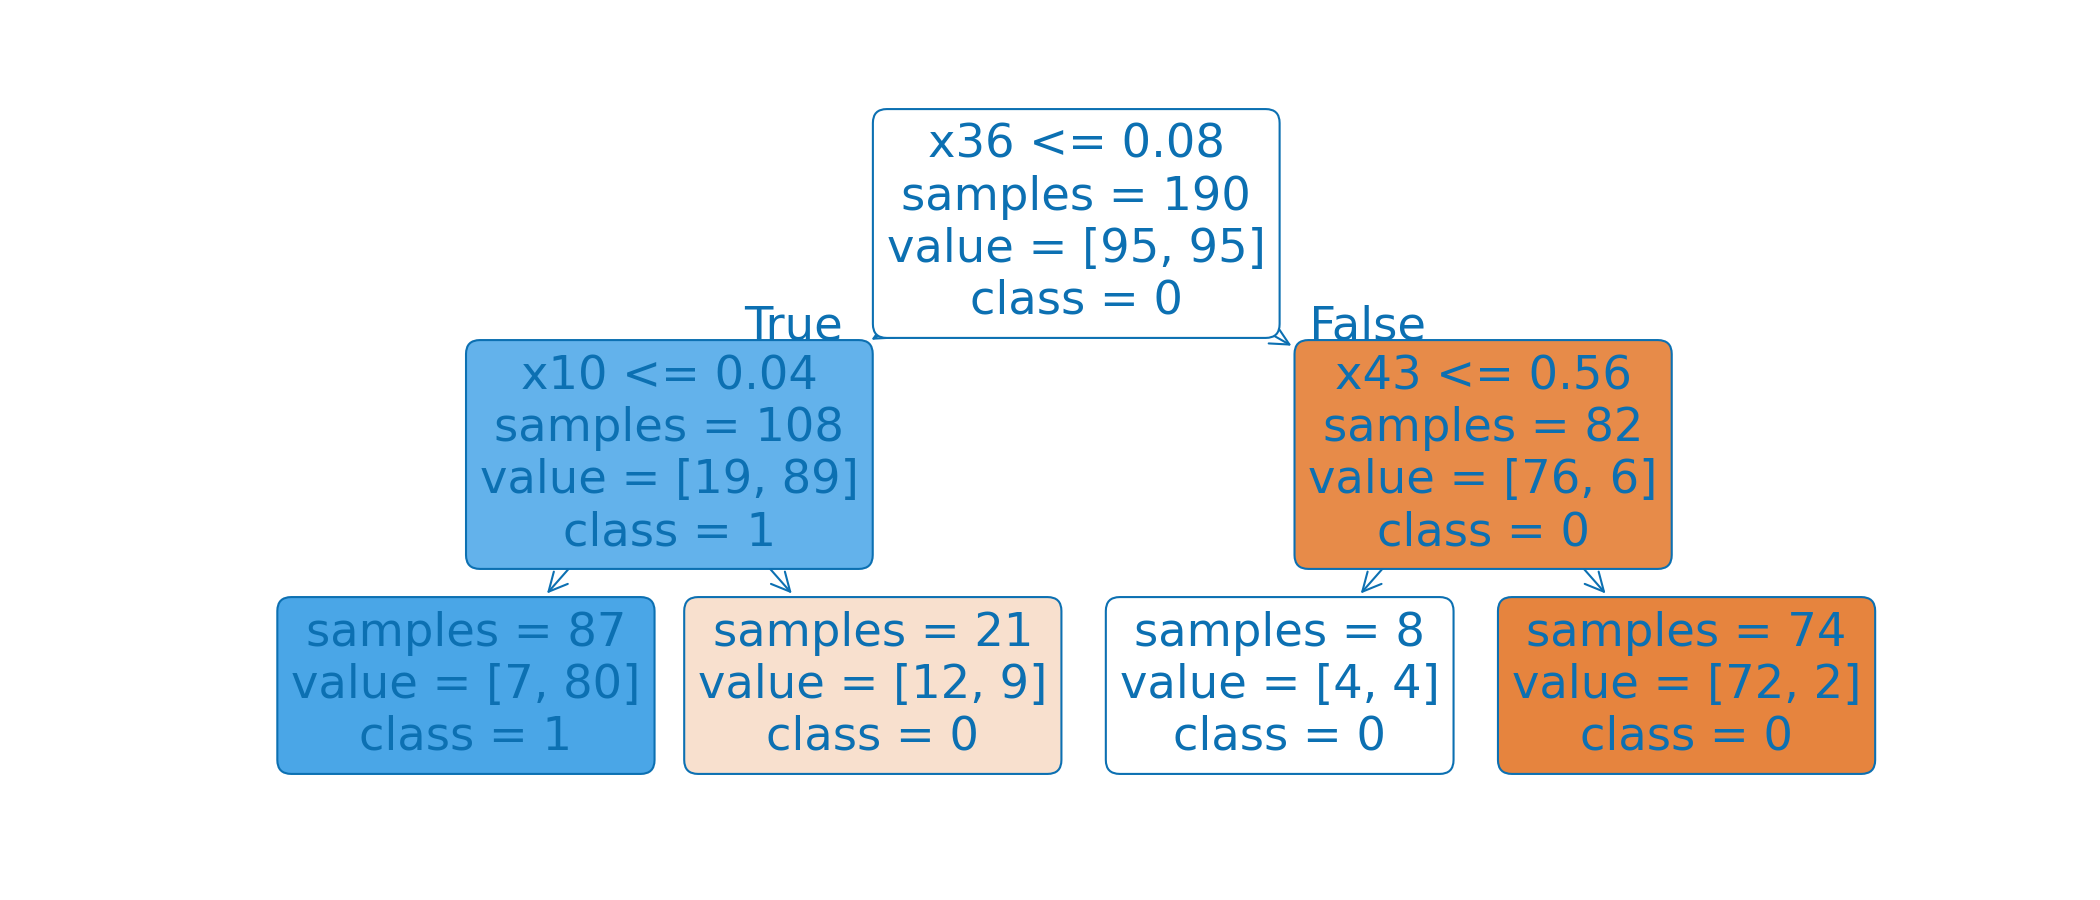 x36 <= 0.08
samples = 190
value = [95, 95]
class = 0
True
False
x10 <= 0.04
samples = 108
value = [19, 89]
class = 1
x43 <= 0.56
samples = 82
value = [76, 6]
class = 0
samples = 87
value = [7, 80]
class = 1
samples = 21
value = [12, 9]
class = 0
samples = 8
value = [4, 4]
class = 0
samples = 74
value = [72, 2]
class = 0